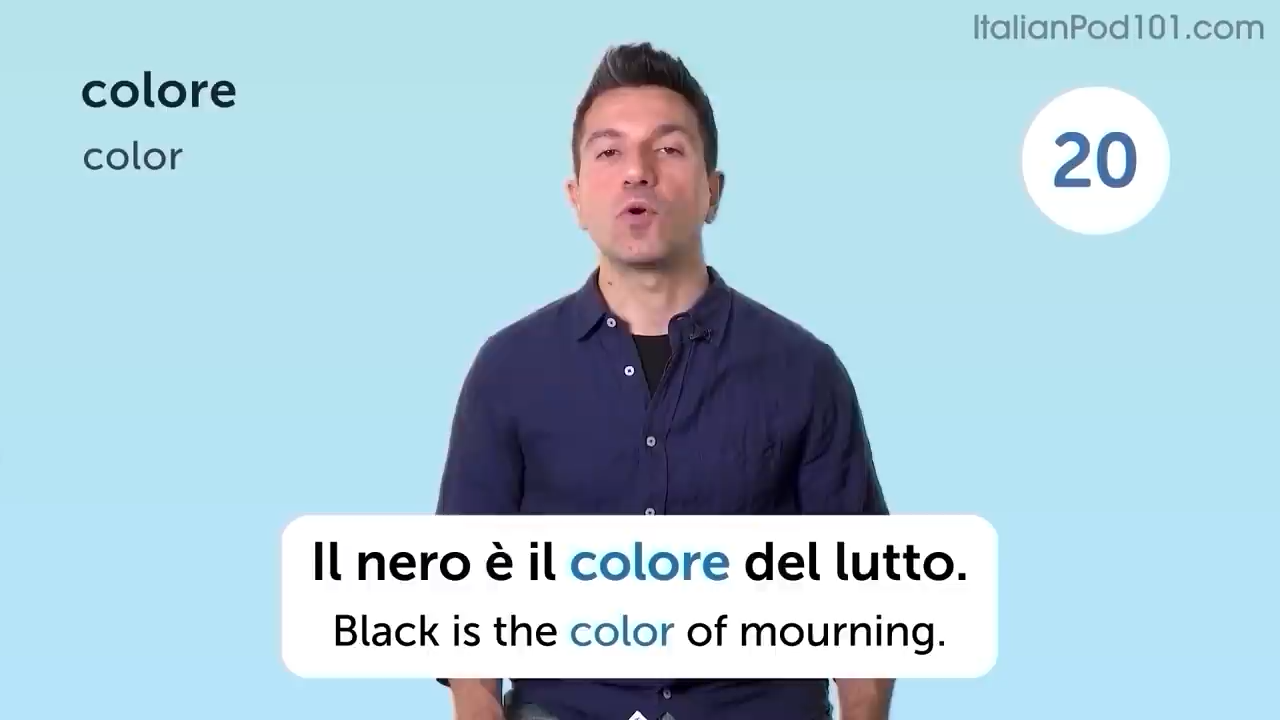 ItalianPod101.com
colore
color
20
Il nero è il colore del lutto.
Black is the color of mourning.